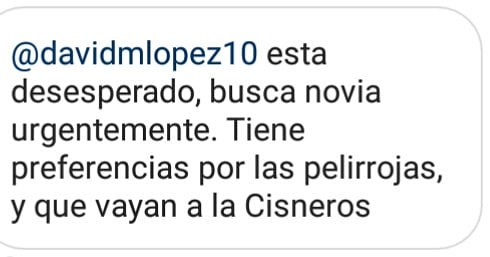 @davidmlopez10 esta
desesperado, busca novia
urgentemente. Tiene
preferencias por las pelirrojas,
y que vayan a la Cisneros